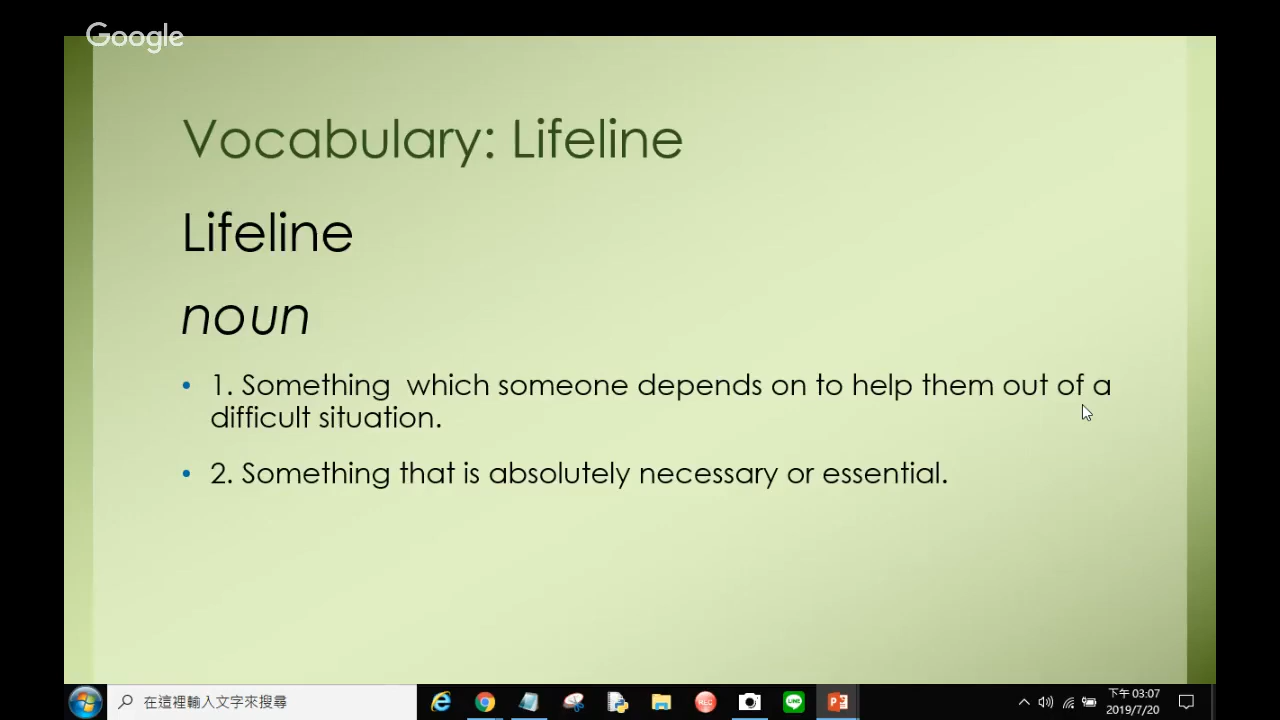 Google
Vocabulary: Lifeline
Lifeline
noun
• 1. Something  which someone depends on to help them out of a
difficult situation.
• 2. Something that is absolutely necessary or essential.
在這裡輸入文字來搜尋
REC
LINE
下午 03:07
2019/7/20